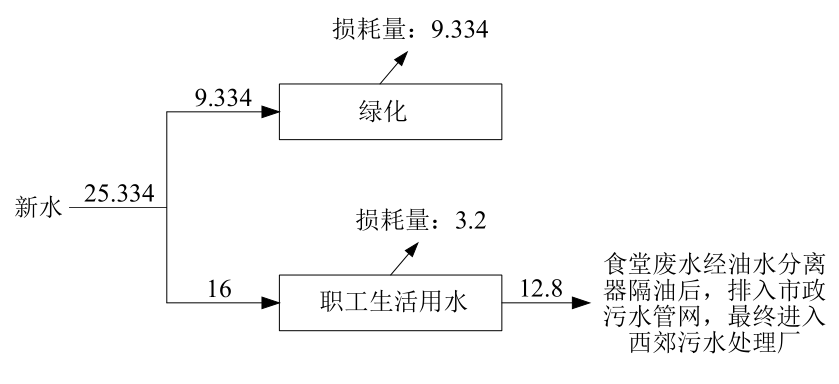 损耗量：9.334
9.334
绿化
新水
25.334
损耗量：3.2
16
职工生活用水
12.8
食堂废水经油水分离
器隔油后，排入市政
污水管网，最终进入
西郊污水处理厂